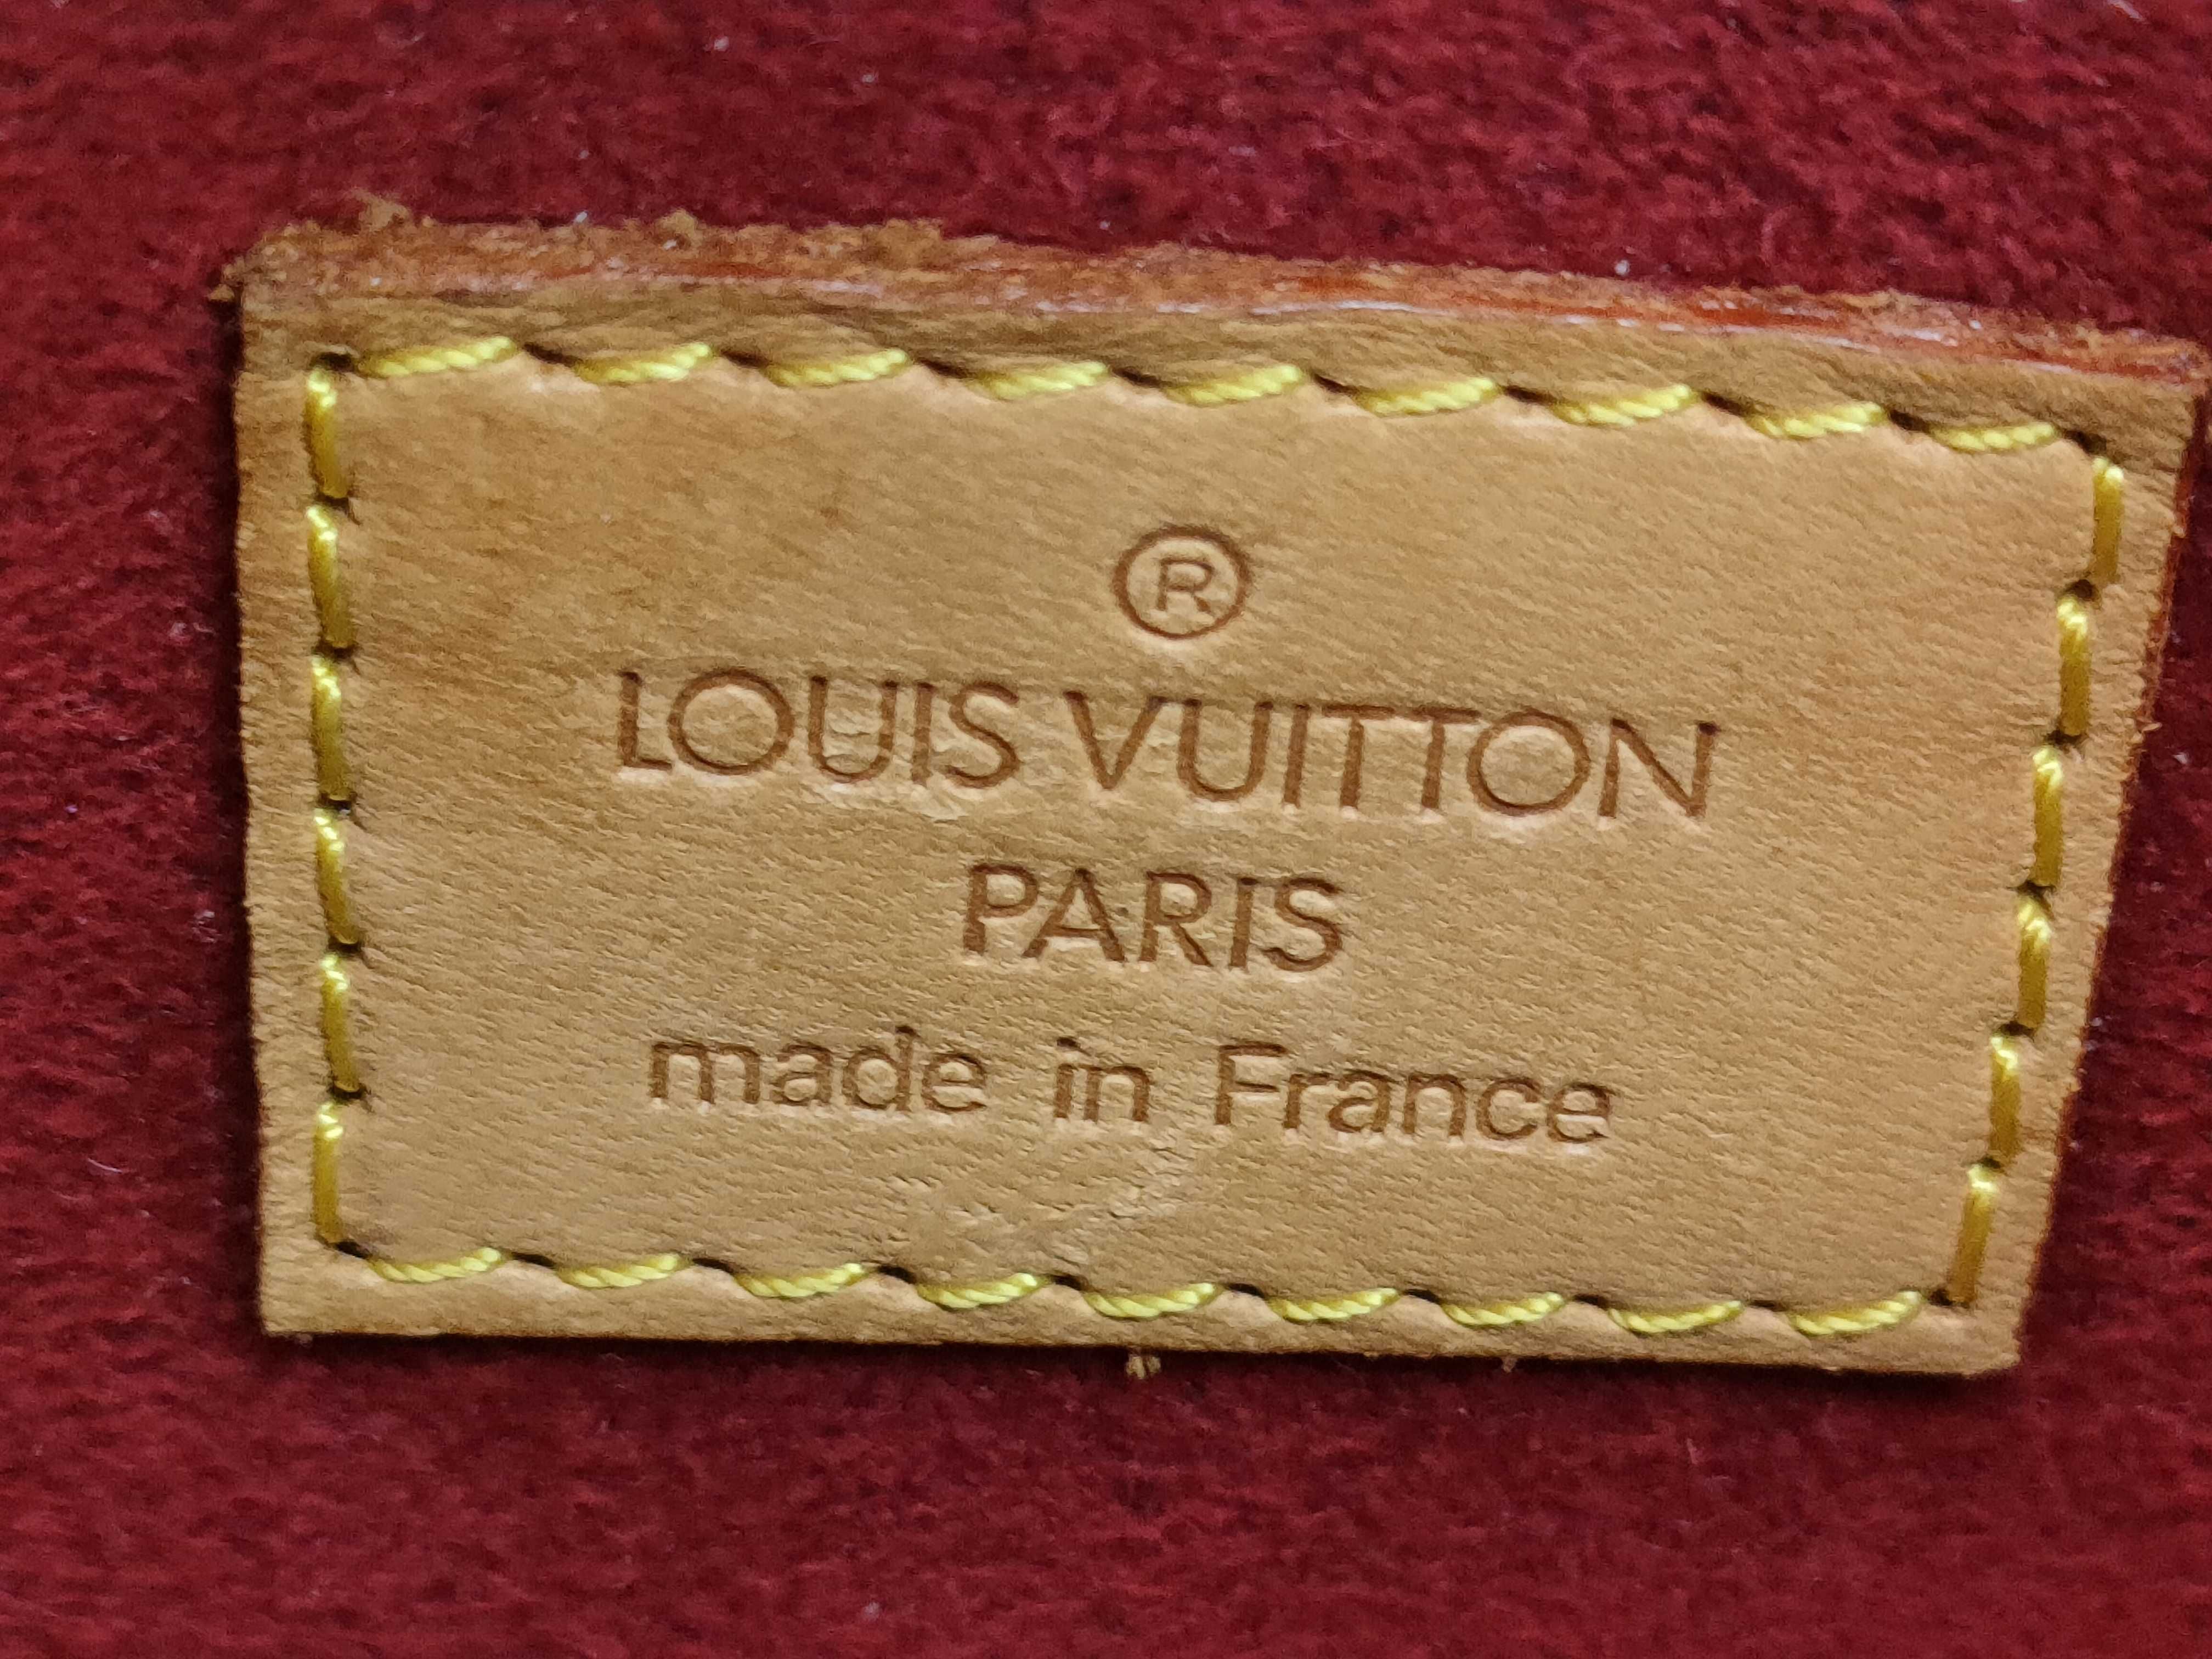 ®
LOUIS VUITTON
PARIS
made in France